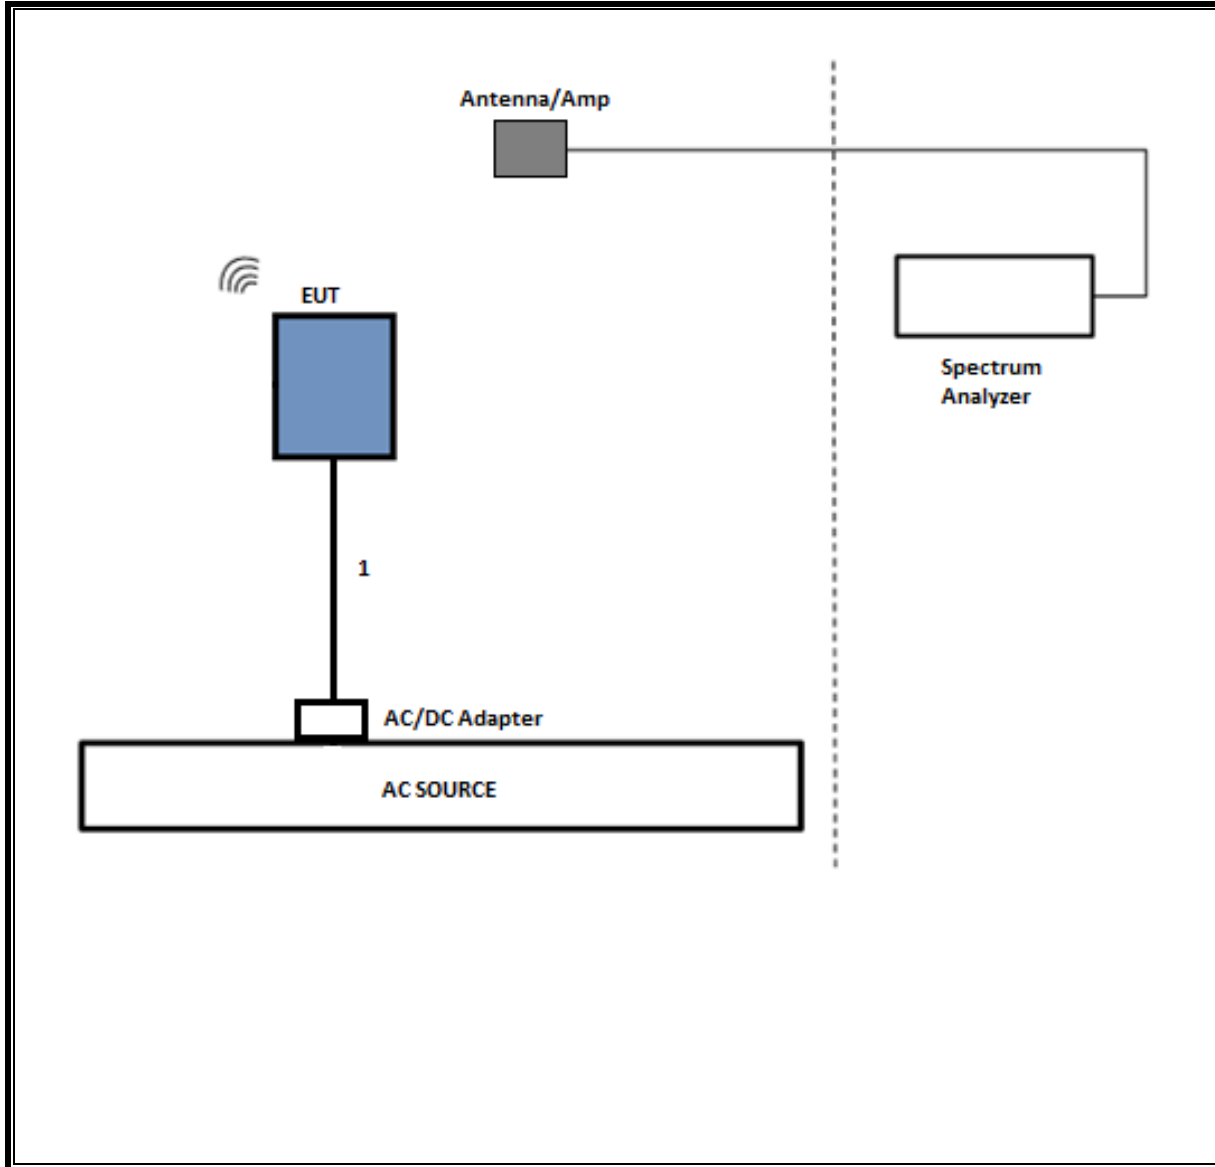 Antenna/Amp
EUT
Spectrum
Analyzer
1
AC/DC Adapter
AC SOURCE